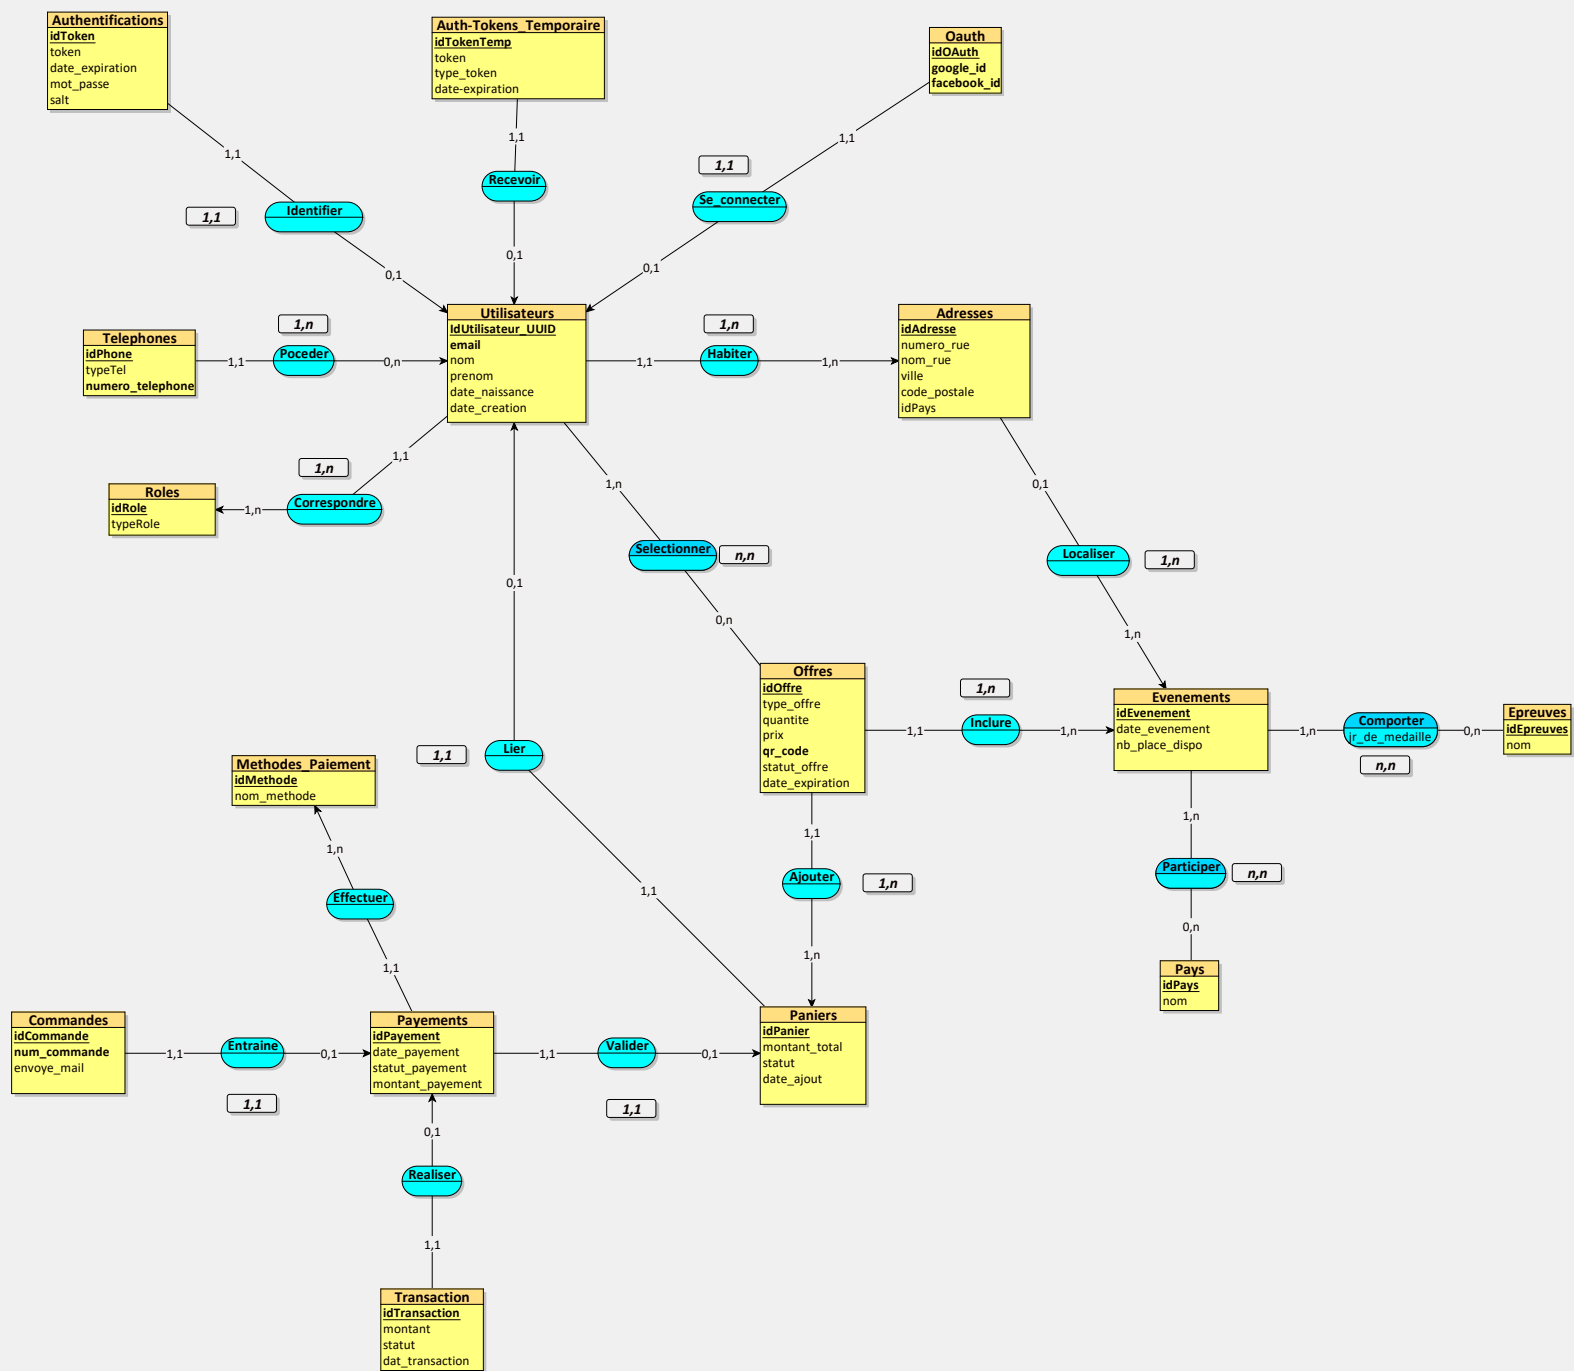 Authentifications
idToken
token
date_expiration
mot_passe
salt
Auth-Tokens_Temporaire
idTokenTemp
token
type_token
date-expiration
Oauth
idOAuth
google_id
facebook_id
1,1
1,1
1,1
1,1
Recevoir
Se_connecter
1,1
Identifier
0,1
0,1
0,1
Utilisateurs
IdUtilisateur_UUID
email
nom
prenom
date_naissance
date_creation
Adresses
idAdresse
numero_rue
nom_rue
ville
code_postale
idPays
1,n
1,n
Telephones
idPhone
typeTel
numero_telephone
1,1
Poceder
0,n
1,1
Habiter
1,n
1,1
1,n
Roles
idRole
typeRole
1,n
Correspondre
1,n
0,1
Selectionner
n,n
Localiser
1,n
0,1
0,n
1,n
Offres
idOffre
type_offre
quantite
prix
qr_code
statut_offre
date_expiration
1,n
1,1
Inclure
1,n
Evenements
idEvenement
date_evenement
nb_place_dispo
1,n
Comporter
jr_de_medaille
0,n
n,n
Epreuves
idEpreuves
nom
1,1
Lier
Methodes_Paiement
idMethode
nom_methode
1,n
1,1
1,n
Effectuer
1,1
Ajouter
1,n
Participer
n,n
1,1
1,n
0,n
Pays
idPays
nom
Commandes
idCommande
num_commande
envoye_mail
1,1
Entraine
0,1
1,1
Payements
idPayement
date_payement
statut_payement
montant_payement
1,1
Valider
0,1
1,1
Paniers
idPanier
montant_total
statut
date_ajout
0,1
Realiser
1,1
Transaction
idTransaction
montant
statut
dat_transaction